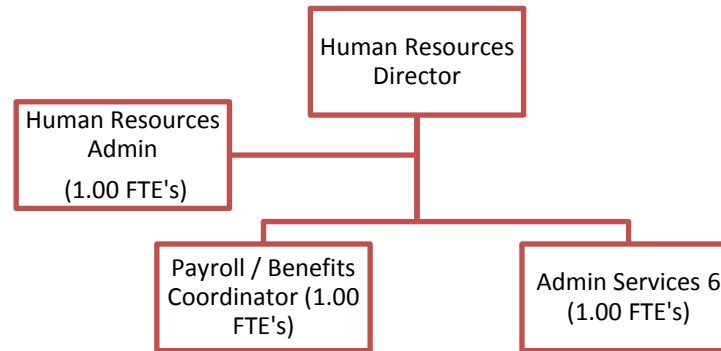 Human Resources
Director
Human Resources
Admin
(1.00 FTE's)
Payroll / Benefits
Coordinator (1.00
FTE's)
Admin Services 6
(1.00 FTE's)